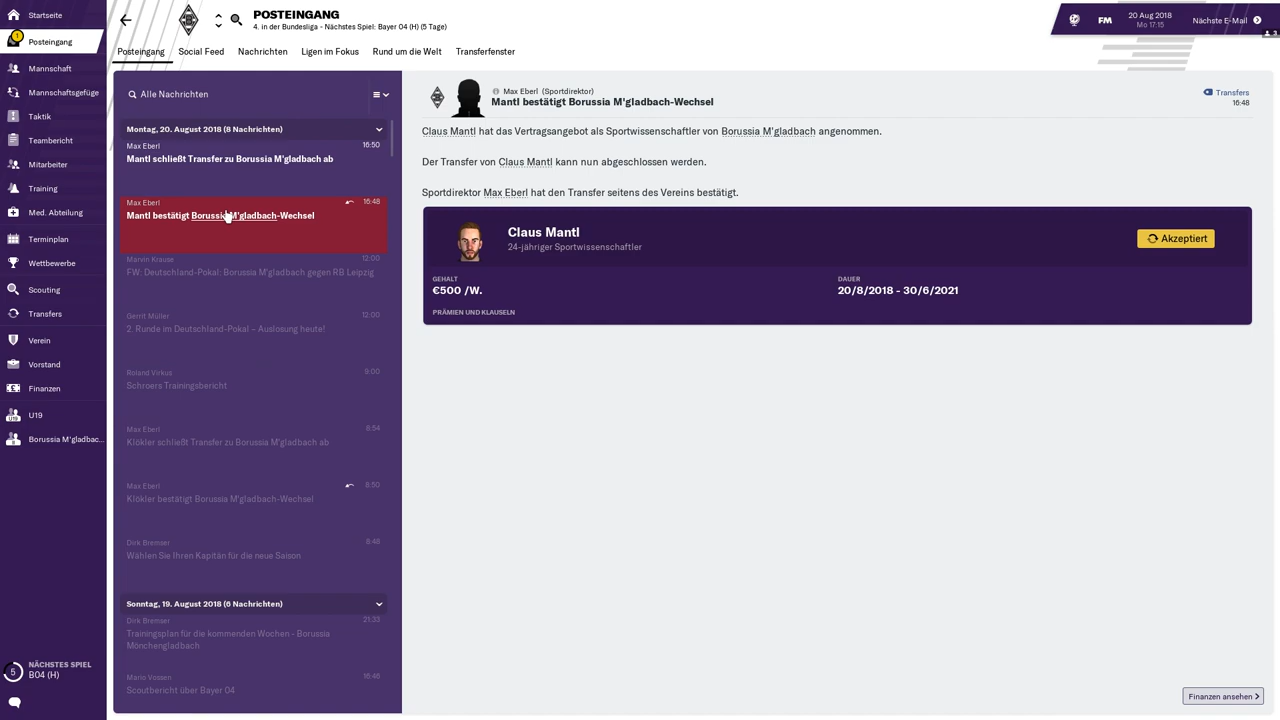 Startseite
Posteingang
1
Mannschaft
Mannschaftsgefüge
Taktik
Teambericht
Mitarbeiter
Training
Med. Abteilung
Terminplan
Wettbewerbe
Scouting
Transfers
Verein
Vorstand
Finanzen
U19
Borussia M'gladbac...
5
NÄCHSTES SPIEL
B04 (H)
POSTEINGANG
4. in der Bundesliga - Nächstes Spiel: Bayer 04 (H) (5 Tage)
FM
20 Aug 2018
Mo 17:15
Nächste E-Mail
3
Posteingang
Social Feed
Nachrichten
Ligen im Fokus
Rund um die Welt
Transferfenster
Alle Nachrichten
Montag, 20. August 2018 (8 Nachrichten)
Max Eberl 16:50
Mantl schließt Transfer zu Borussia M'gladbach ab
Max Eberl 16:48
Mantl bestätigt Borussia M'gladbach-Wechsel
Marvin Krause 12:00
FW: Deutschland-Pokal: Borussia M'gladbach gegen RB Leipzig
Gerrit Müller 12:00
2. Runde im Deutschland-Pokal – Auslosung heute!
Roland Virkus 9:00
Schroers Trainingsbericht
Max Eberl 8:54
Klökler schließt Transfer zu Borussia M'gladbach ab
Max Eberl 8:50
Klökler bestätigt Borussia M'gladbach-Wechsel
Dirk Bremser 8:48
Wählen Sie Ihren Kapitän für die neue Saison
Sonntag, 19. August 2018 (6 Nachrichten)
Dirk Bremser 21:33
Trainingsplan für die kommenden Wochen - Borussia
Mönchengladbach
Mario Vossen 16:46
Scoutbericht über Bayer 04
Max Eberl (Sportdirektor)
Mantl bestätigt Borussia M'gladbach-Wechsel
Transfers
16:48
Claus Mantl hat das Vertragsangebot als Sportwissenschaftler von Borussia M'gladbach angenommen.
Der Transfer von Claus Mantl kann nun abgeschlossen werden.
Sportdirektor Max Eberl hat den Transfer seitens des Vereins bestätigt.
Claus Mantl
24-jähriger Sportwissenschaftler
Akzeptiert
GEHALT
€500 /W.
DAUER
20/8/2018 - 30/6/2021
PRÄMIEN UND KLAUSELN
Finanzen ansehen